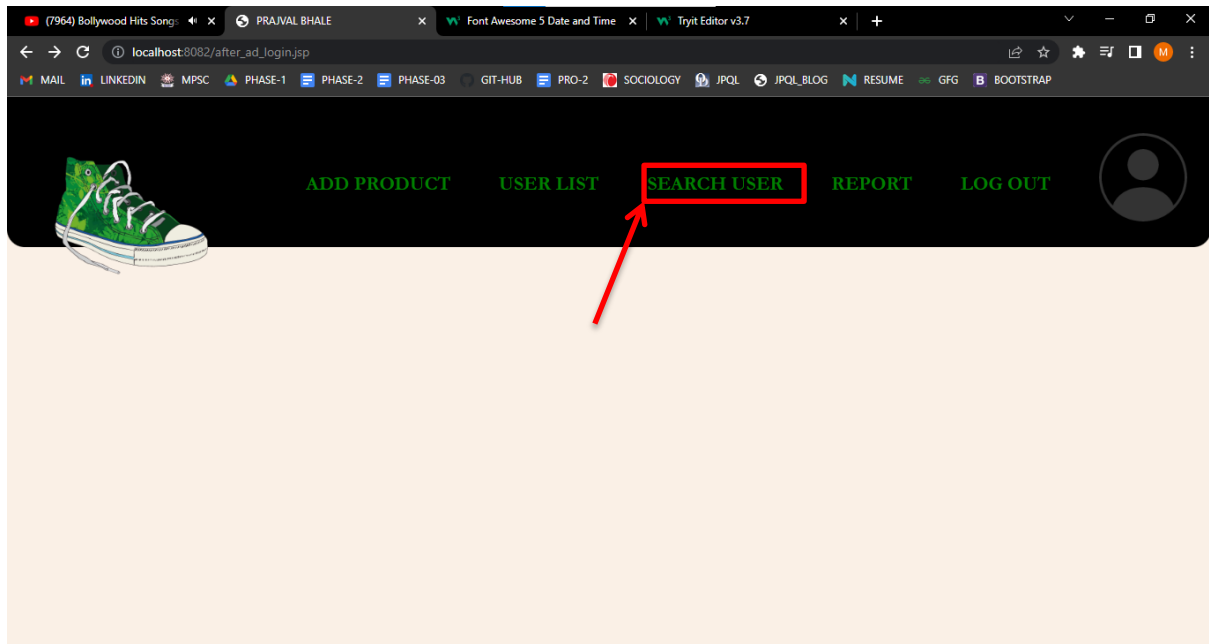 (7964) Bollywood Hits Songs
PRAJVAL BHALE
Font Awesome 5 Date and Time
Tryit Editor v3.7
localhost:8082/after_ad_login.jsp
M
MAIL LINKEDIN MPSC PHASE-1 PHASE-2 PHASE-03 GIT-HUB PRO-2 SOCIOLOGY JPQL JPQL_BLOG RESUME GFG BOOTSTRAP
ADD PRODUCT USER LIST SEARCH USER REPORT LOG OUT